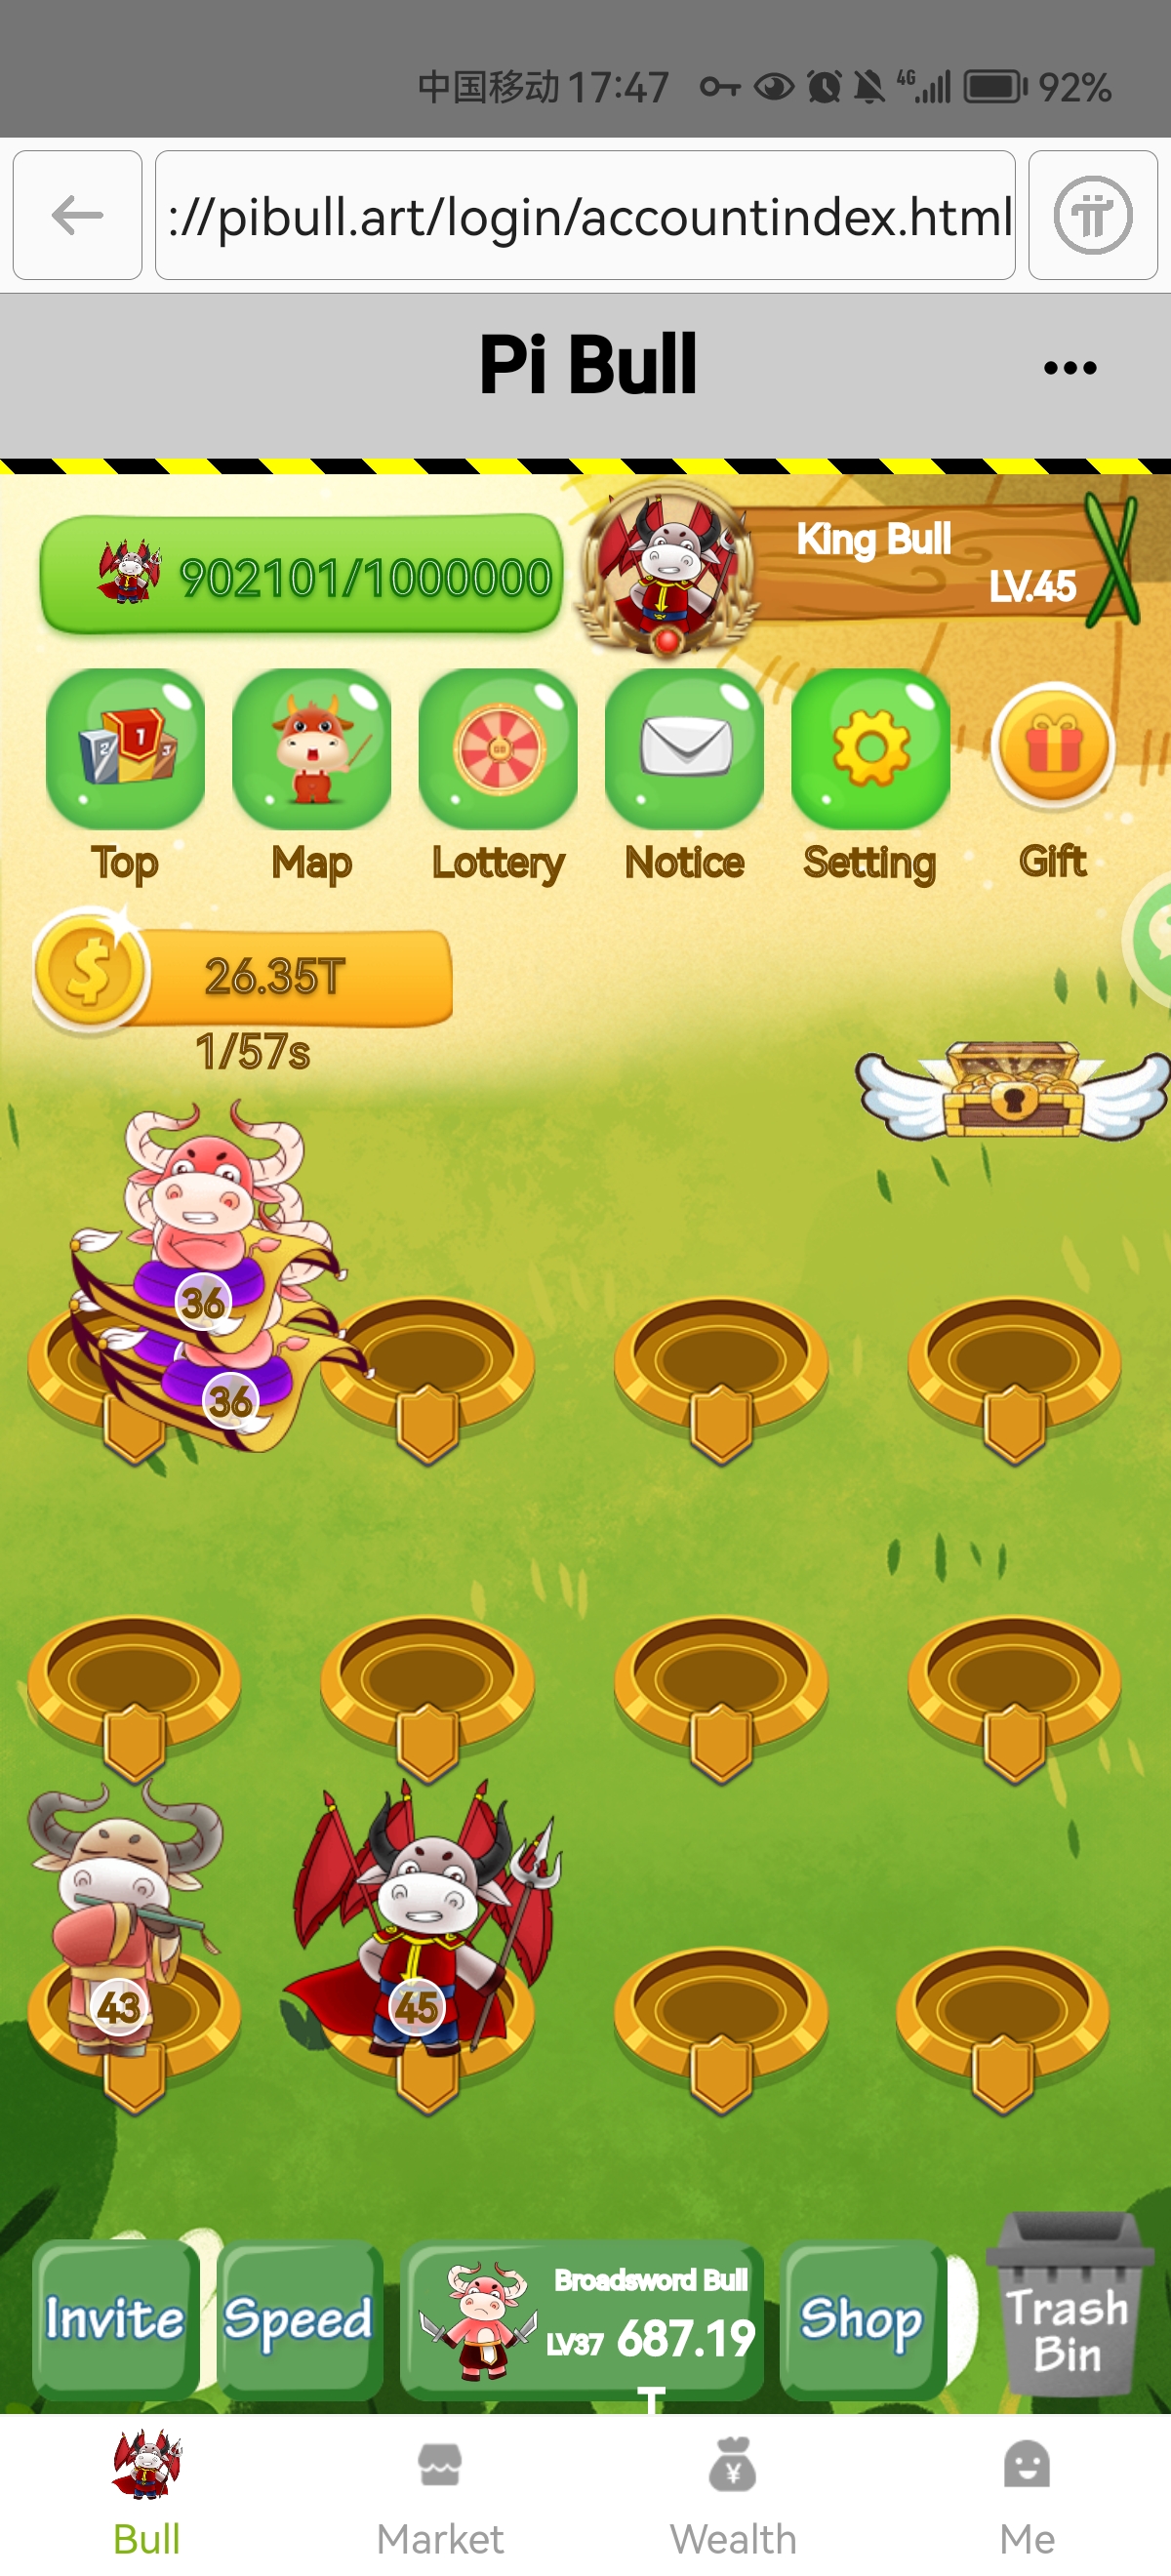 中国移动 17:47 4G 92%
://pibull.art/login/accountindex.html
Pi Bull
902101/1000000
King Bull
LV.45
Top
Map
Lottery
Notice
Setting
Gift
26.35T
1/57s
36
36
43
45
Invite
Speed
Broadsword Bull
LV37 687.19
T
Shop
Trash
Bin
Bull
Market
Wealth
Me